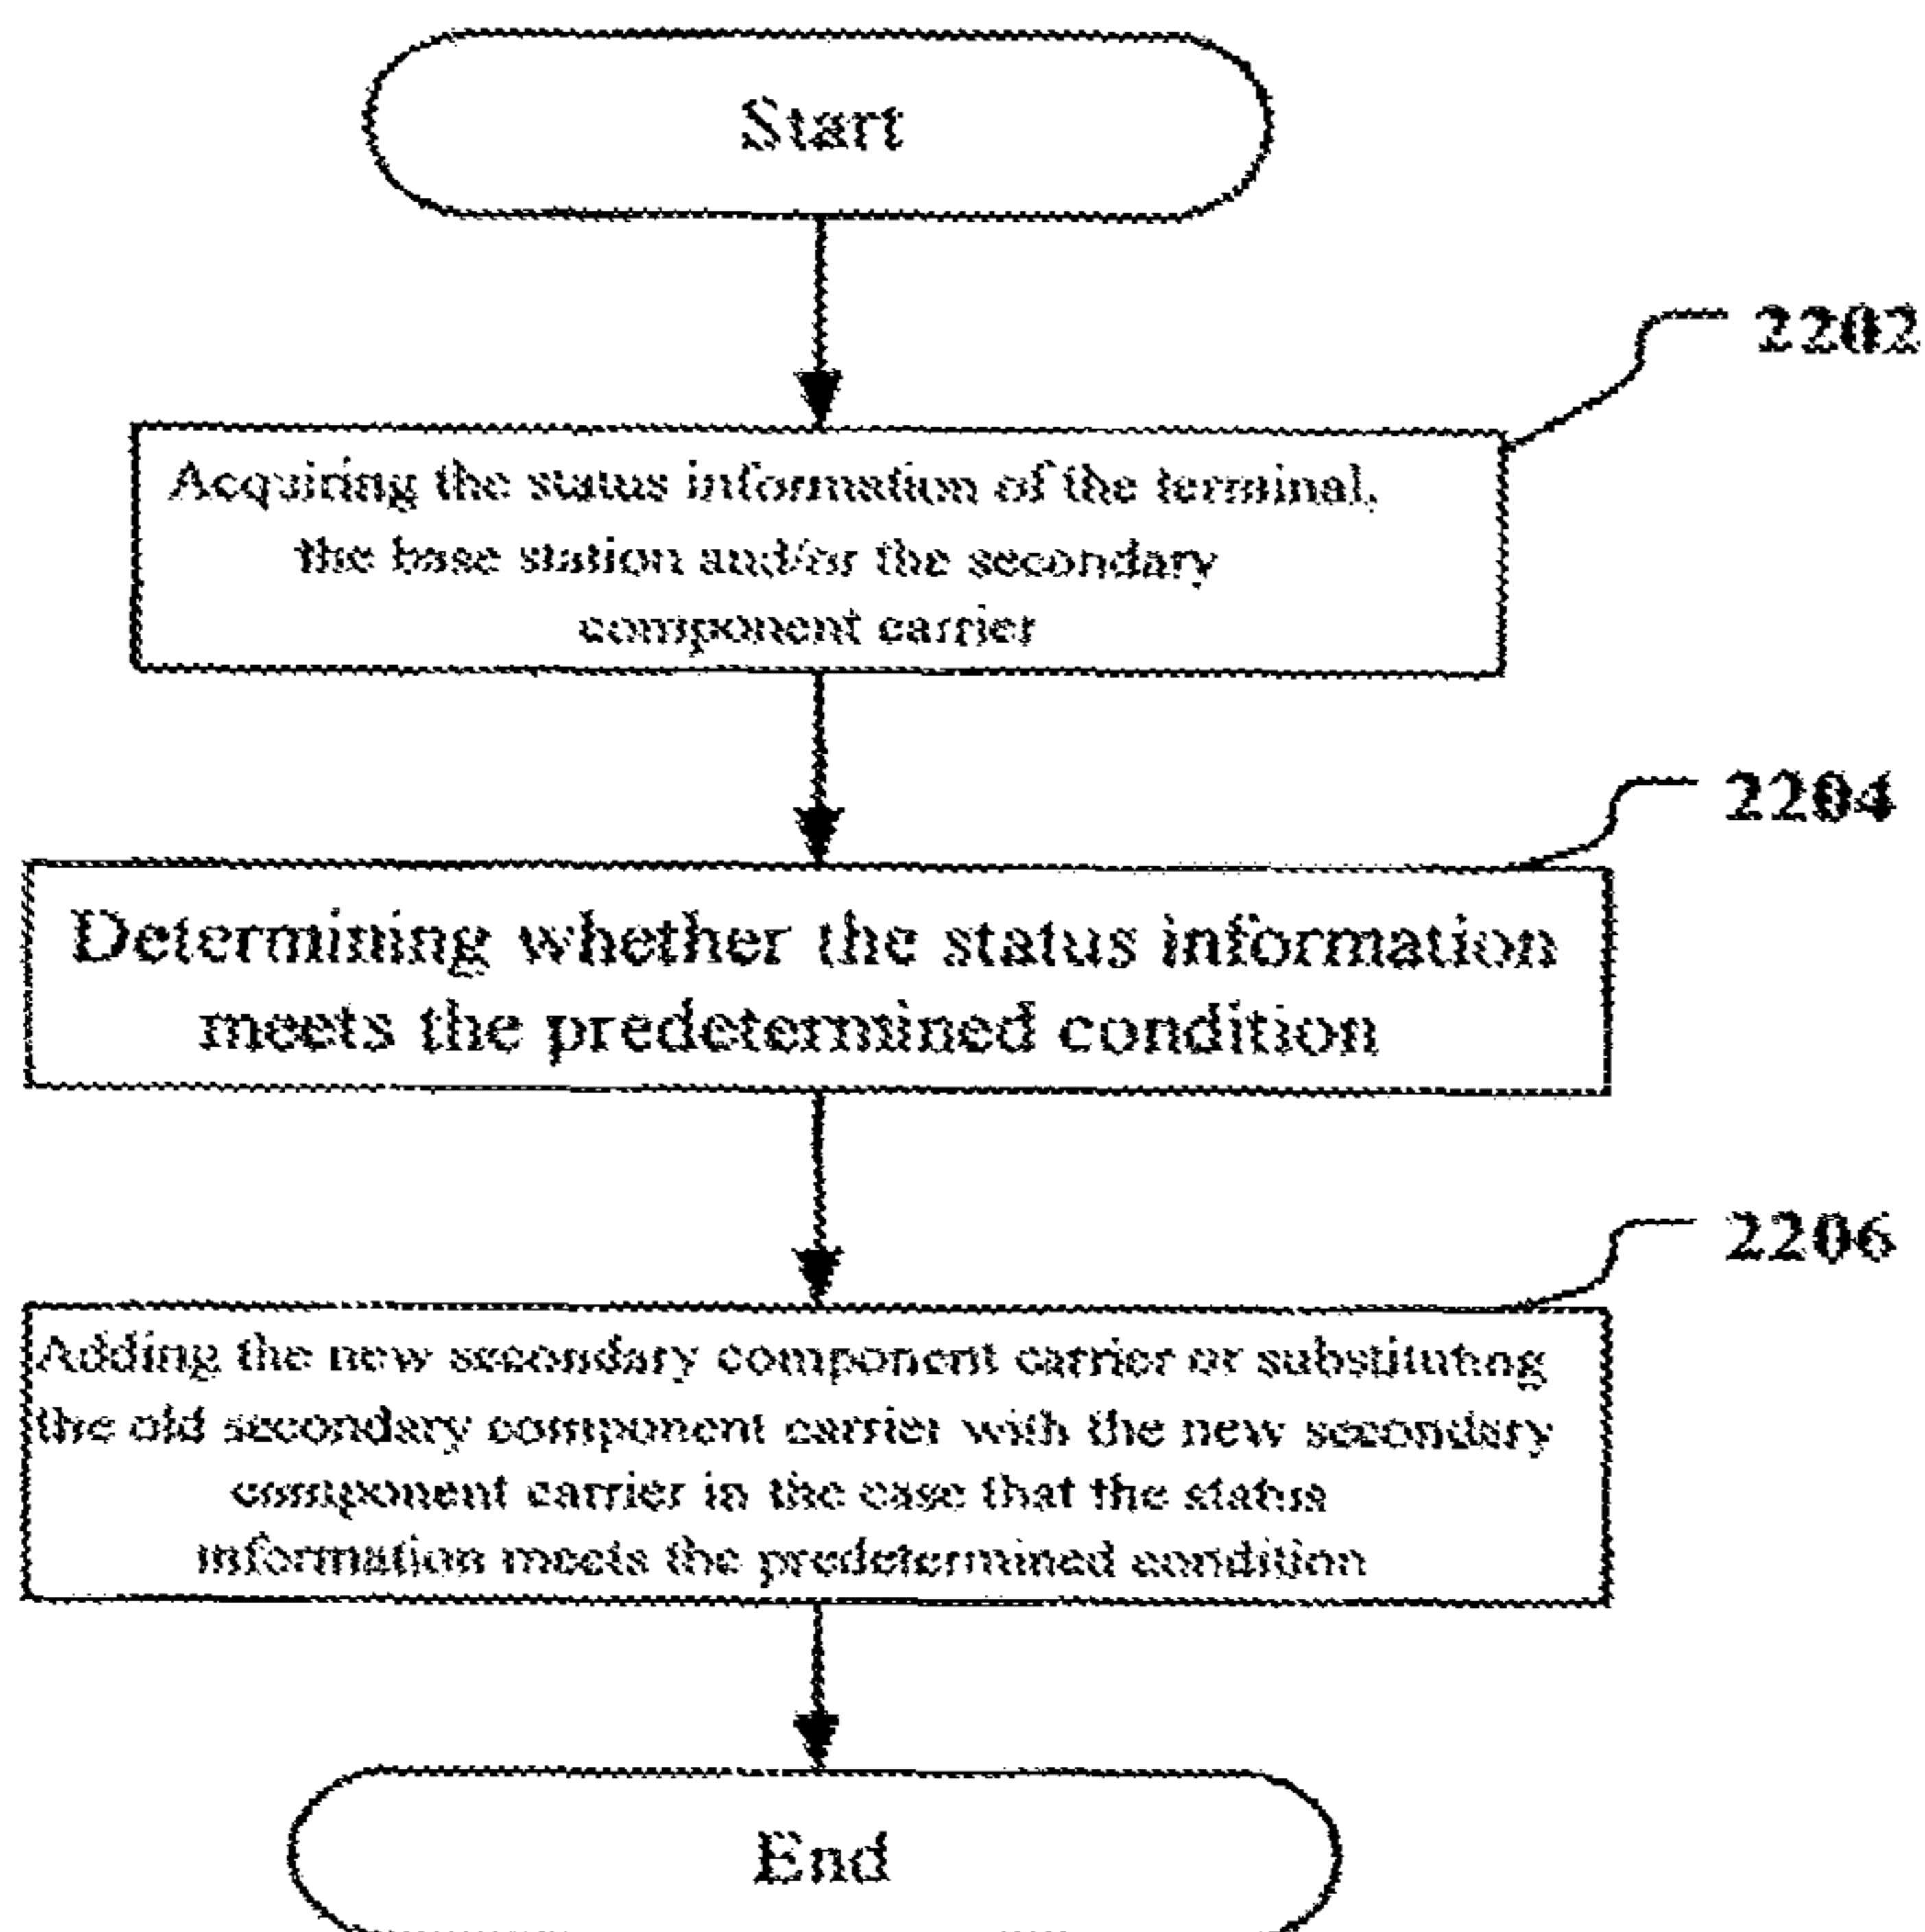 Start
2202
Acquiring the status information of the terminal,
the base station and/or the secondary
component carrier
2204
Determining whether the status information
meets the predetermined condition
2206
Adding the new secondary component carrier or substituting
the old secondary component carrier with the new secondary
component carrier in the case that the status
information meets the predetermined condition
End